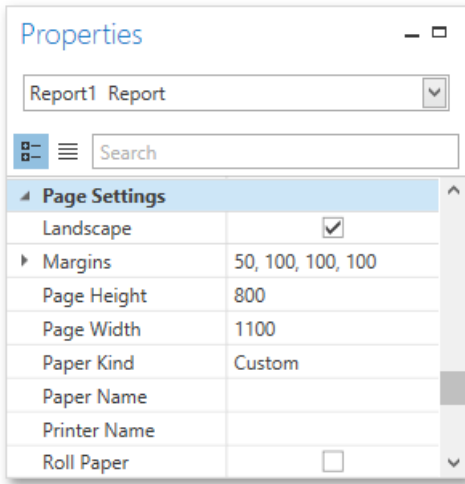 Properties
Report1 Report
Search
Page Settings
Landscape
Margins 50, 100, 100, 100
Page Height 800
Page Width 1100
Paper Kind Custom
Paper Name
Printer Name
Roll Paper